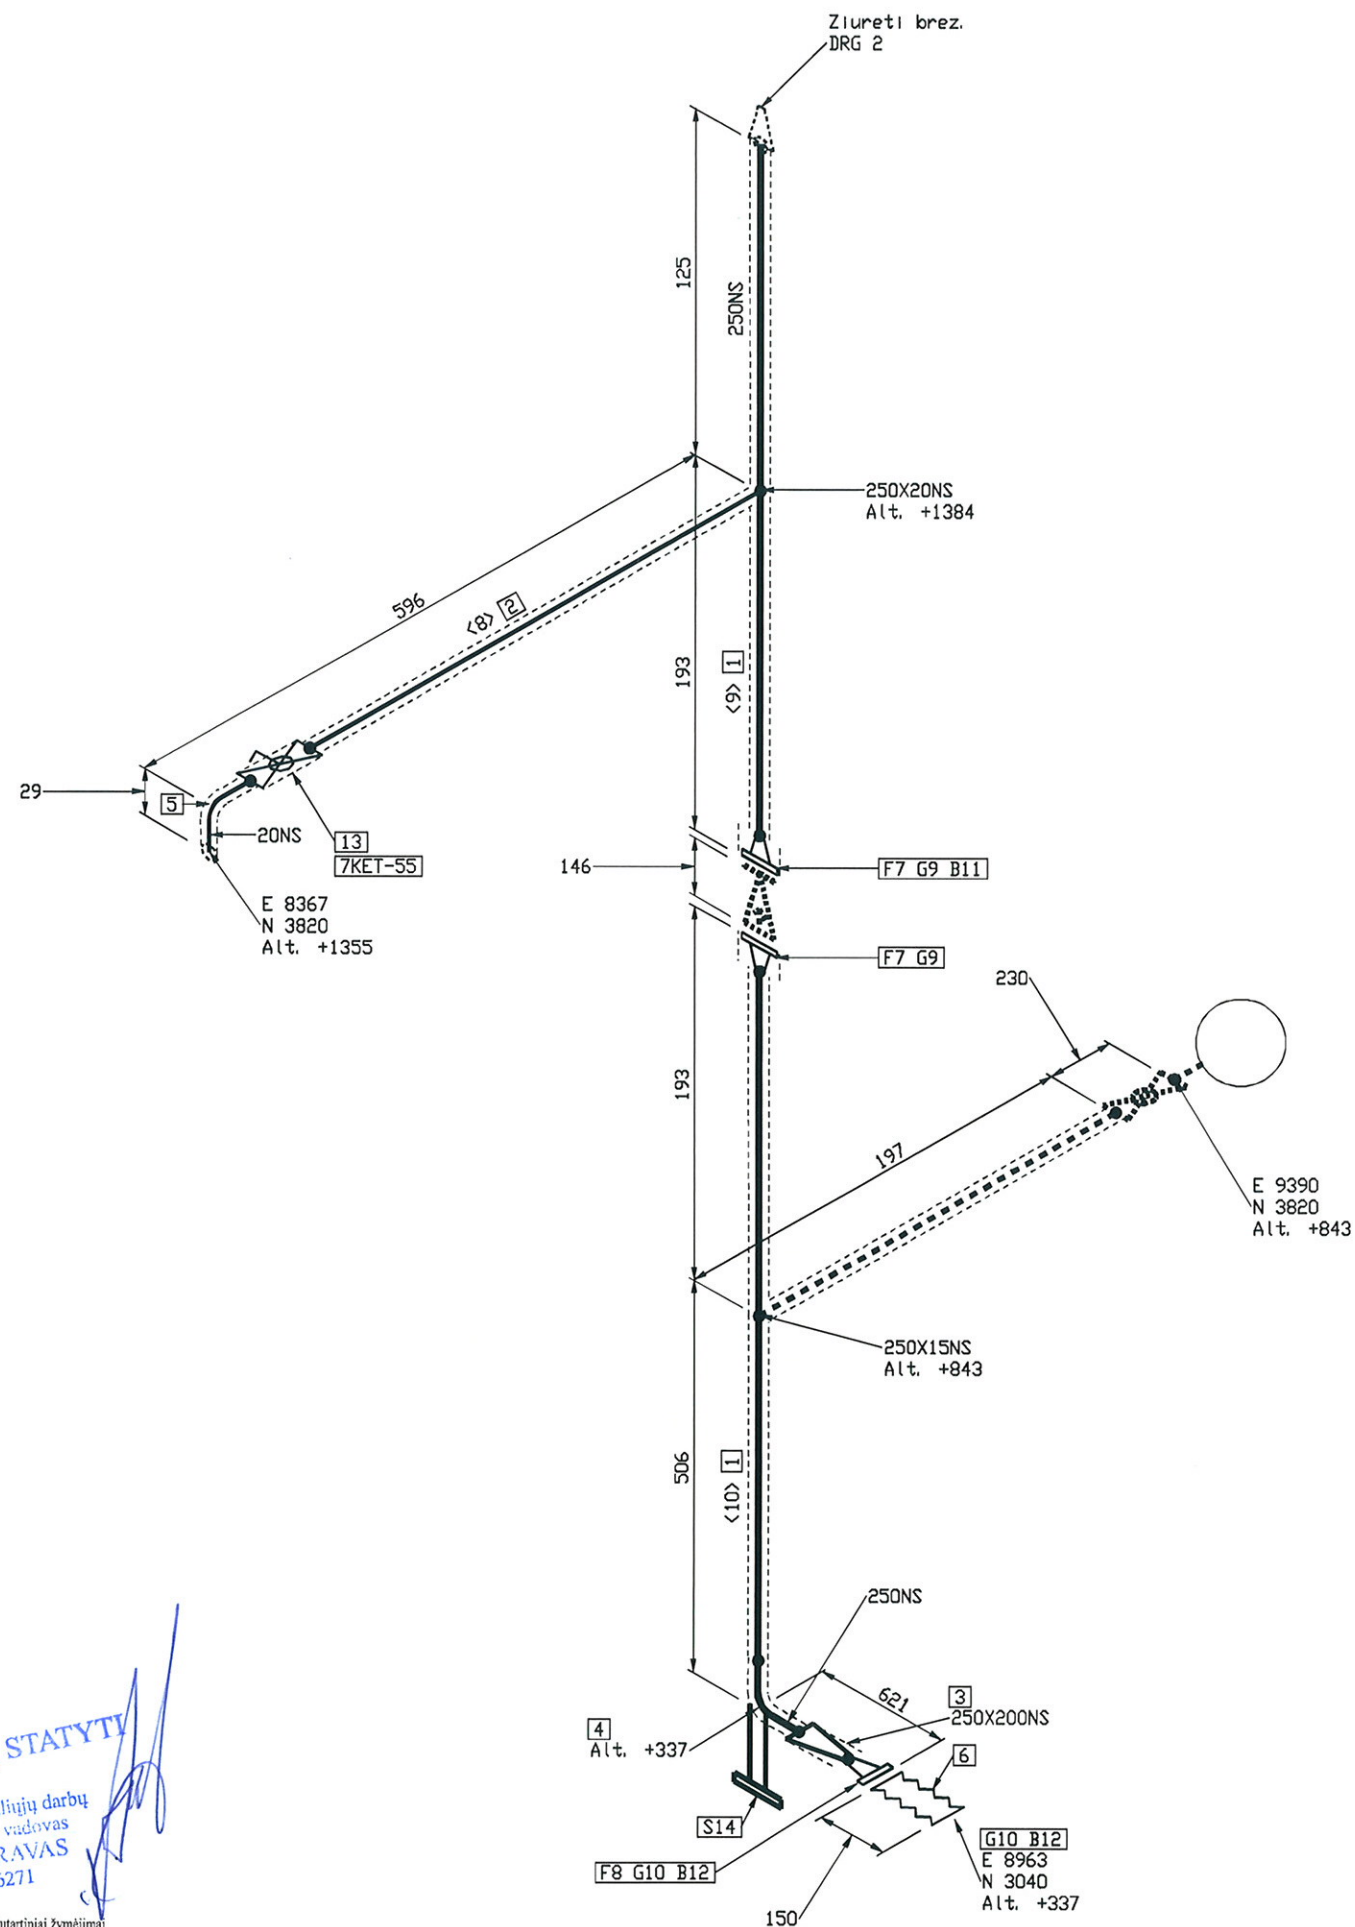 Ziureti brez.
DRG 2
125
250NS
250X20NS
Alt. +1384
596
<8> 2
193
<9> 1
29
5
20NS
13
7KET-55
E 8367
N 3820
Alt. +1355
146
F7 G9 B11
F7 G9
230
193
197
E 9390
N 3820
Alt. +843
250X15NS
Alt. +843
506
<10> 1
250NS
621
3
250X200NS
4
Alt. +337
6
S14
F8 G10 B12
G10 B12
E 8963
N 3040
Alt. +337
150
STATYTI
darbų
vadovas
RAVAS
6271
žymėjimai